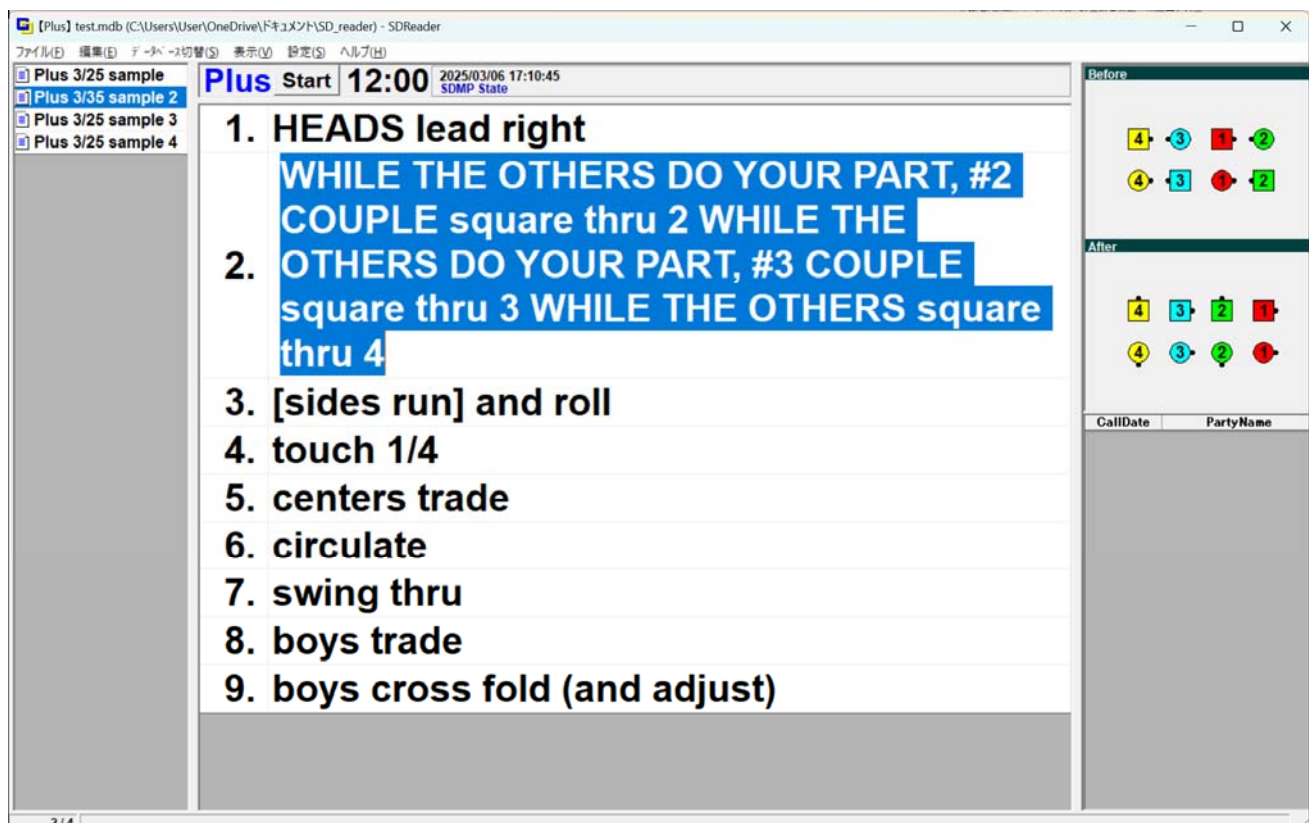 【Plus】 test.mdb (C:\Users\User\OneDrive\ドキュメント\SD_reader) - SDReader
ファイル(F) 編集(E) データベース切替(S) 表示(V) 設定(S) ヘルプ(H)
Plus 3/25 sample
Plus 3/35 sample 2
Plus 3/25 sample 3
Plus 3/25 sample 4
Plus Start 12:00 2025/03/06 17:10:45
SDMP State
1. HEADS lead right
2. WHILE THE OTHERS DO YOUR PART, #2
COUPLE square thru 2 WHILE THE
OTHERS DO YOUR PART, #3 COUPLE
square thru 3 WHILE THE OTHERS square
thru 4
3. [sides run] and roll
4. touch 1/4
5. centers trade
6. circulate
7. swing thru
8. boys trade
9. boys cross fold (and adjust)
Before
4 3 1 2
4 3 1 2
After
4 3 2 1
4 3 2 1
CallDate PartyName